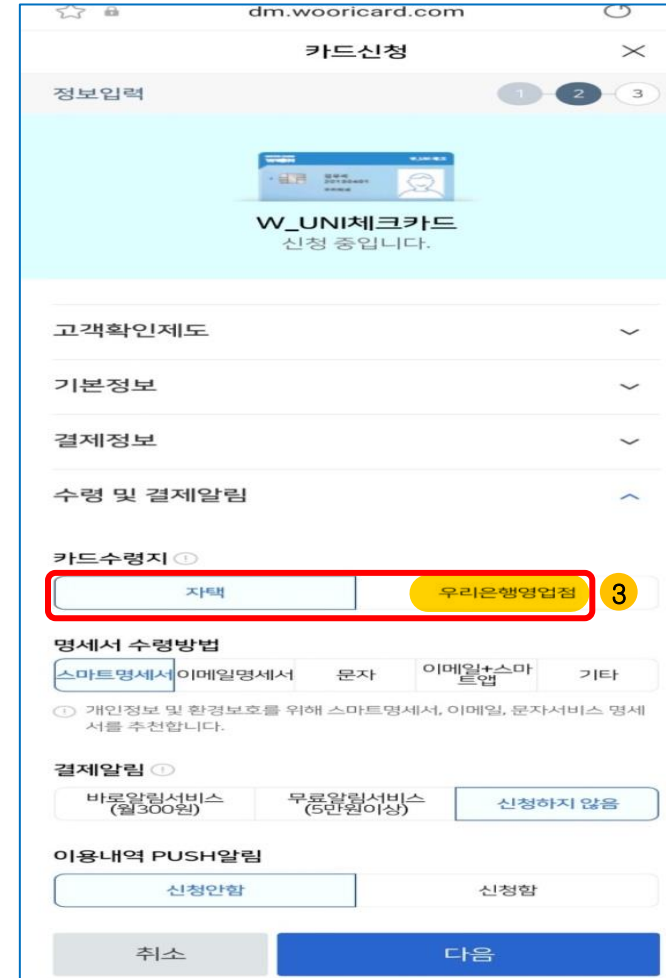 dm.wooricard.com
카드신청
정보입력
1
2
3
W_UNI체크카드
신청 중입니다.
고객확인제도
기본정보
결제정보
수령 및 결제알림
카드수령지
자택
우리은행영업점
3
명세서 수령방법
스마트명세서
이메일명세서
문자
이메일+스마
트앱
기타
개인정보 및 환경보호를 위해 스마트명세서, 이메일, 문자서비스 명세
서를 추천합니다.
결제알림
바로알림서비스
(월300원)
무료알림서비스
(5만원이상)
신청하지 않음
이용내역 PUSH알림
신청안함
신청함
취소
다음